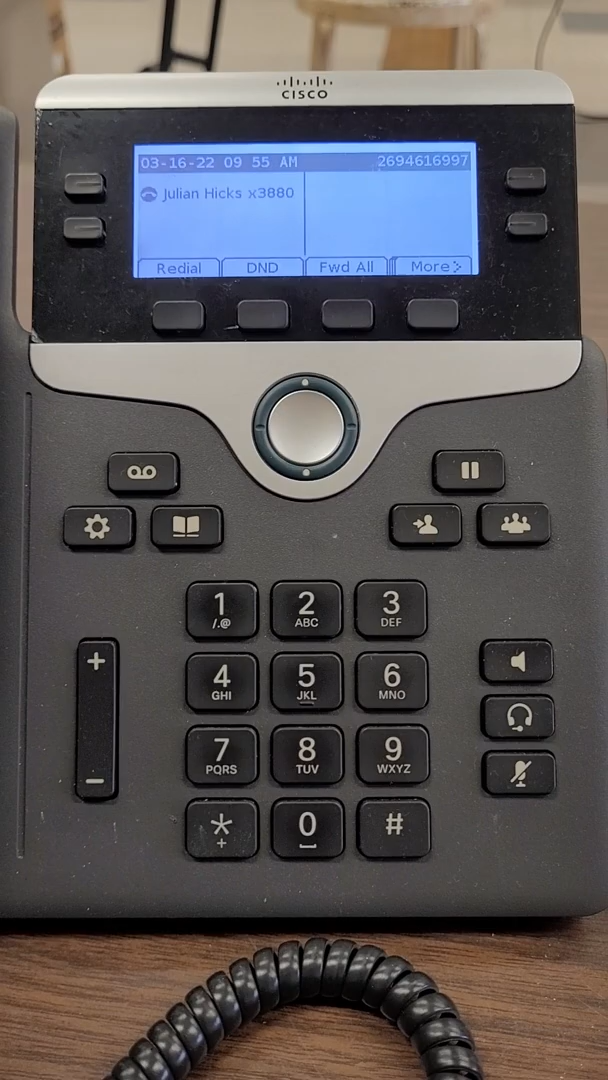 CISCO
03-16-22 09 55 AM 2694616997
Julian Hicks x3880
Redial DND Fwd All More
1 2 3
/.@ ABC DEF
+
4 5 6
GHI JKL MNO
7 8 9
PQRS TUV WXYZ
−
* 0 #
+